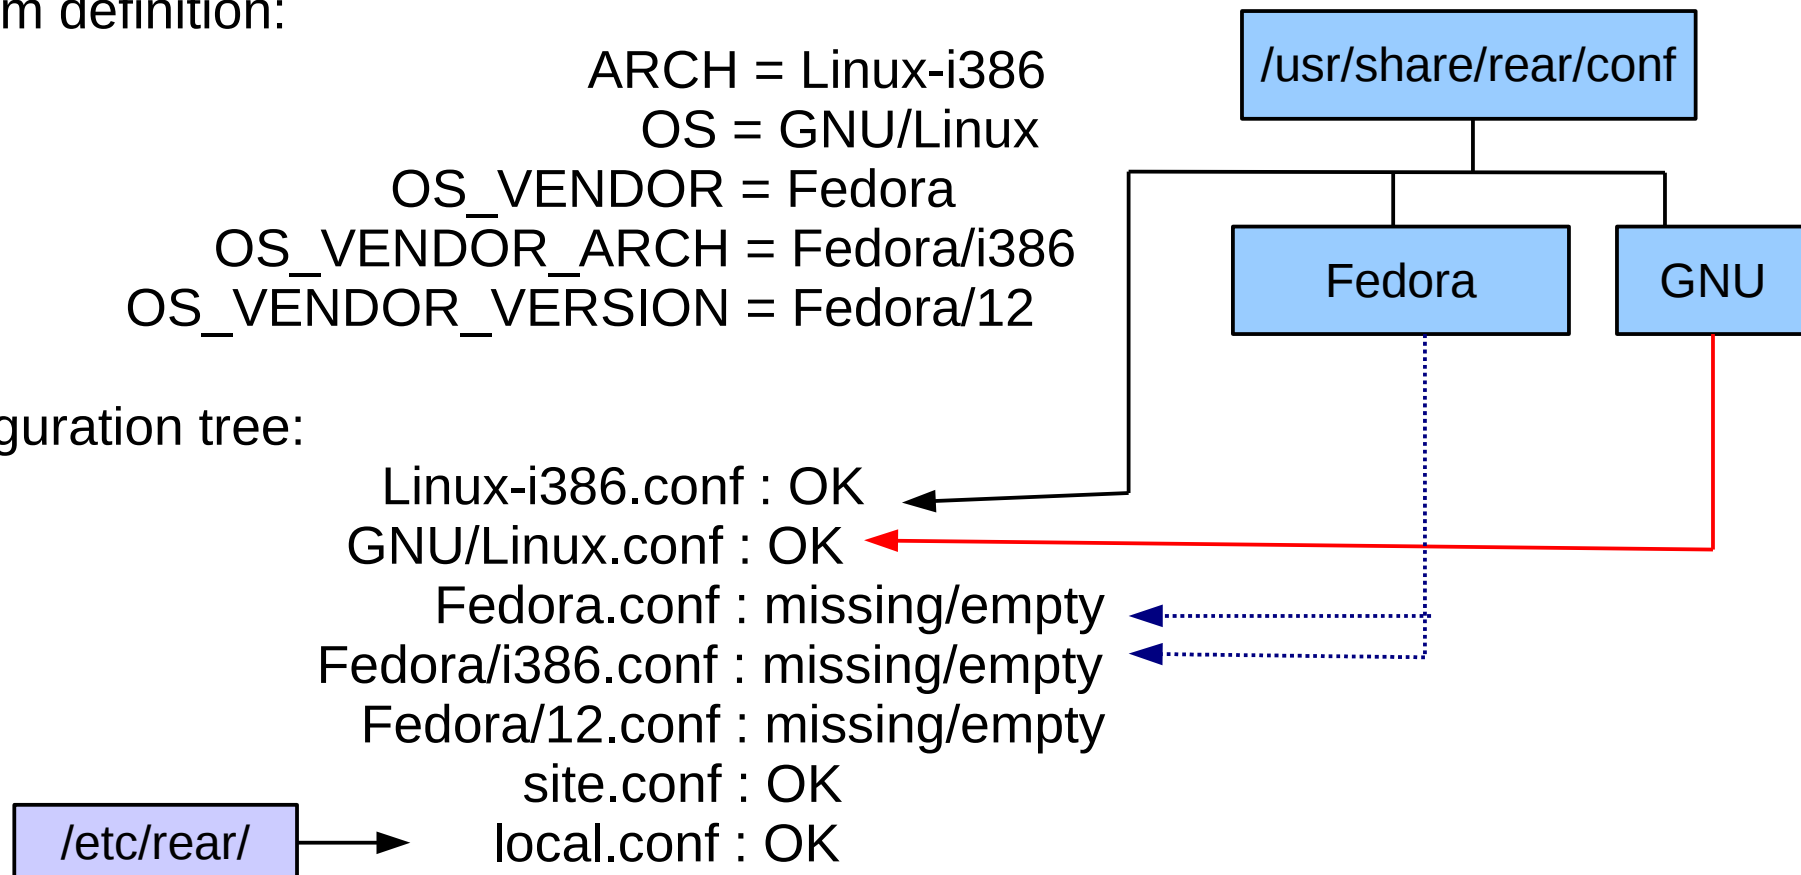 m definition:
ARCH = Linux-i386
OS = GNU/Linux
OS_VENDOR = Fedora
OS_VENDOR_ARCH = Fedora/i386
OS_VENDOR_VERSION = Fedora/12
/usr/share/rear/conf
Fedora
GNU
guration tree:
Linux-i386.conf : OK
GNU/Linux.conf : OK
Fedora.conf : missing/empty
Fedora/i386.conf : missing/empty
Fedora/12.conf : missing/empty
site.conf : OK
local.conf : OK
/etc/rear/